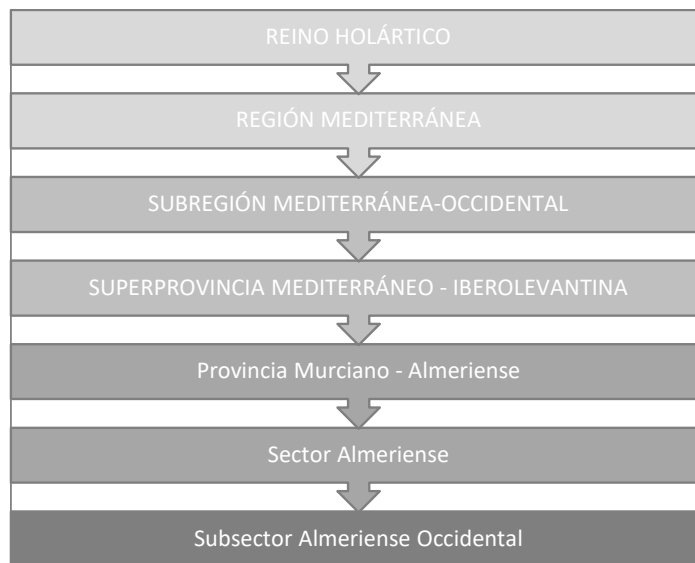 REINO HOLÁRTICO
REGIÓN MEDITERRÁNEA
SUBREGIÓN MEDITERRÁNEA-OCCIDENTAL
SUPERPROVINCIA MEDITERRÁNEO - IBEROLEVANTINA
Provincia Murciano - Almeriense
Sector Almeriense
Subsector Almeriense Occidental